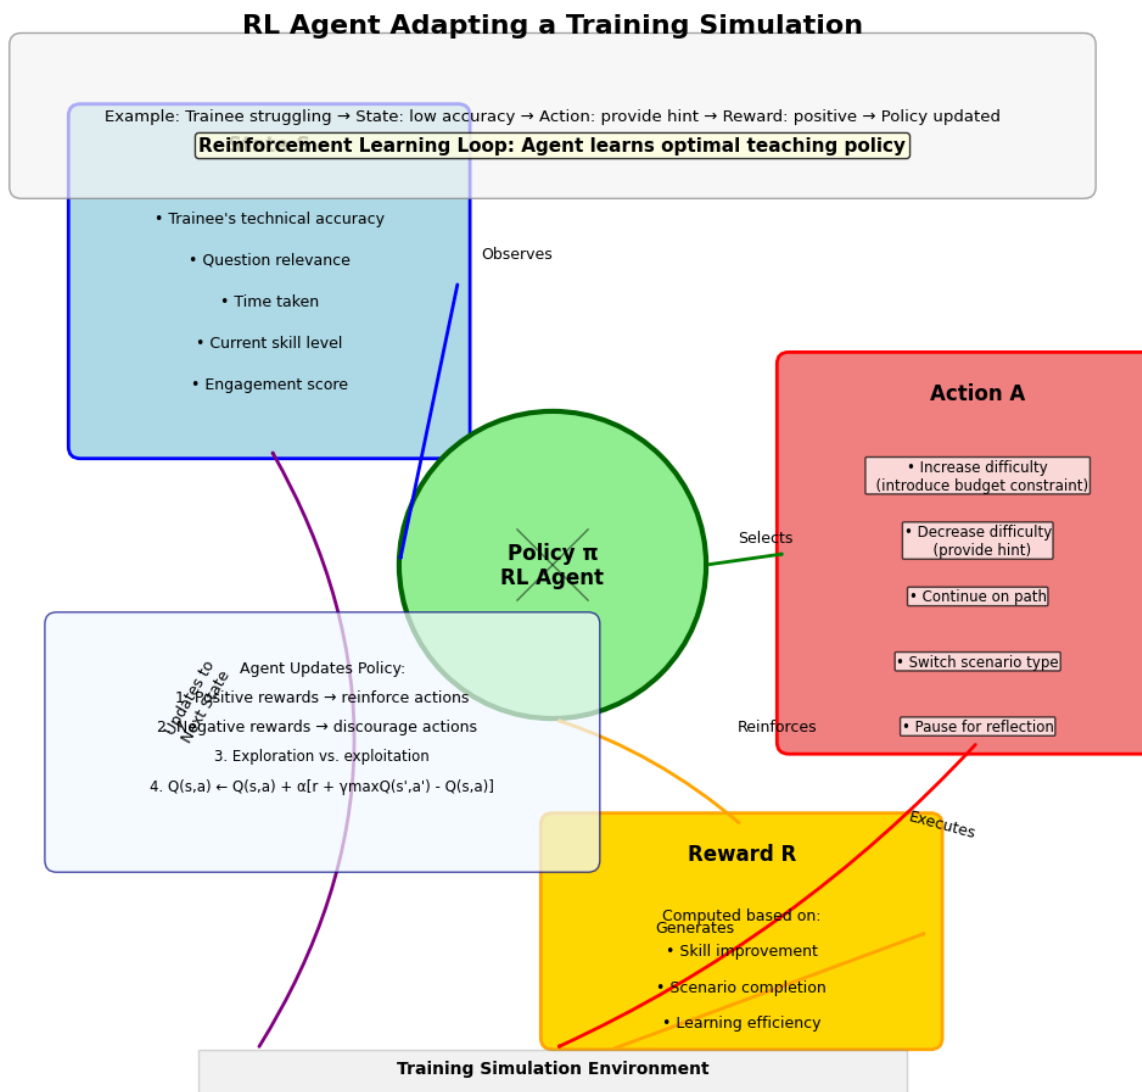 RL Agent Adapting a Training Simulation
Example: Trainee struggling → State: low accuracy → Action: provide hint → Reward: positive → Policy updated
Reinforcement Learning Loop: Agent learns optimal teaching policy
• Trainee's technical accuracy
• Question relevance
• Time taken
• Current skill level
• Engagement score
Observes
Action A
• Increase difficulty
(introduce budget constraint)
• Decrease difficulty
(provide hint)
• Continue on path
• Switch scenario type
• Pause for reflection
Selects
Policy π
RL Agent
Updates to
Next State
Agent Updates Policy:
1. Positive rewards → reinforce actions
2. Negative rewards → discourage actions
3. Exploration vs. exploitation
4. Q(s,a) ← Q(s,a) + α[r + γmaxQ(s',a') - Q(s,a)]
Reinforces
Executes
Reward R
Computed based on:
Generates
• Skill improvement
• Scenario completion
• Learning efficiency
Training Simulation Environment